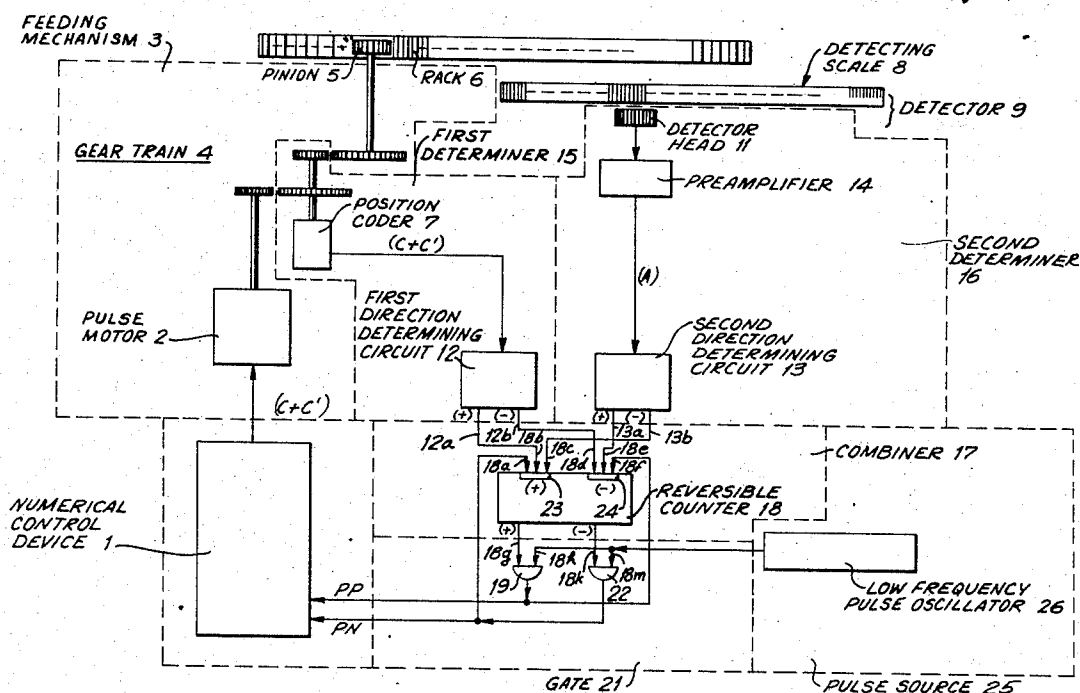 FEEDING
MECHANISM 3
PINION 5
RACK 6
DETECTING
SCALE 8
DETECTOR 9
DETECTOR
HEAD 11
FIRST
DETERMINER 15
GEAR TRAIN 4
PREAMPLIFIER 14
POSITION
CODER 7
(C+C')
(A)
SECOND
DETERMINER
16
PULSE
MOTOR 2
FIRST
DIRECTION
DETERMINING
CIRCUIT 12
SECOND
DIRECTION
DETERMINING
CIRCUIT 13
(C+C')
(+)
(-)
(+)
(-)
12a
12b
18b
18c
13a
13b
18a
18d
18e
18f
COMBINER 17
(+)
(-)
23
24
REVERSIBLE
COUNTER 18
NUMERICAL
CONTROL
DEVICE 1
(+)
(-)
18g
18h
18k
18m
19
22
LOW FREQUENCY
PULSE OSCILLATOR 26
PP
PN
GATE 21
PULSE SOURCE 25